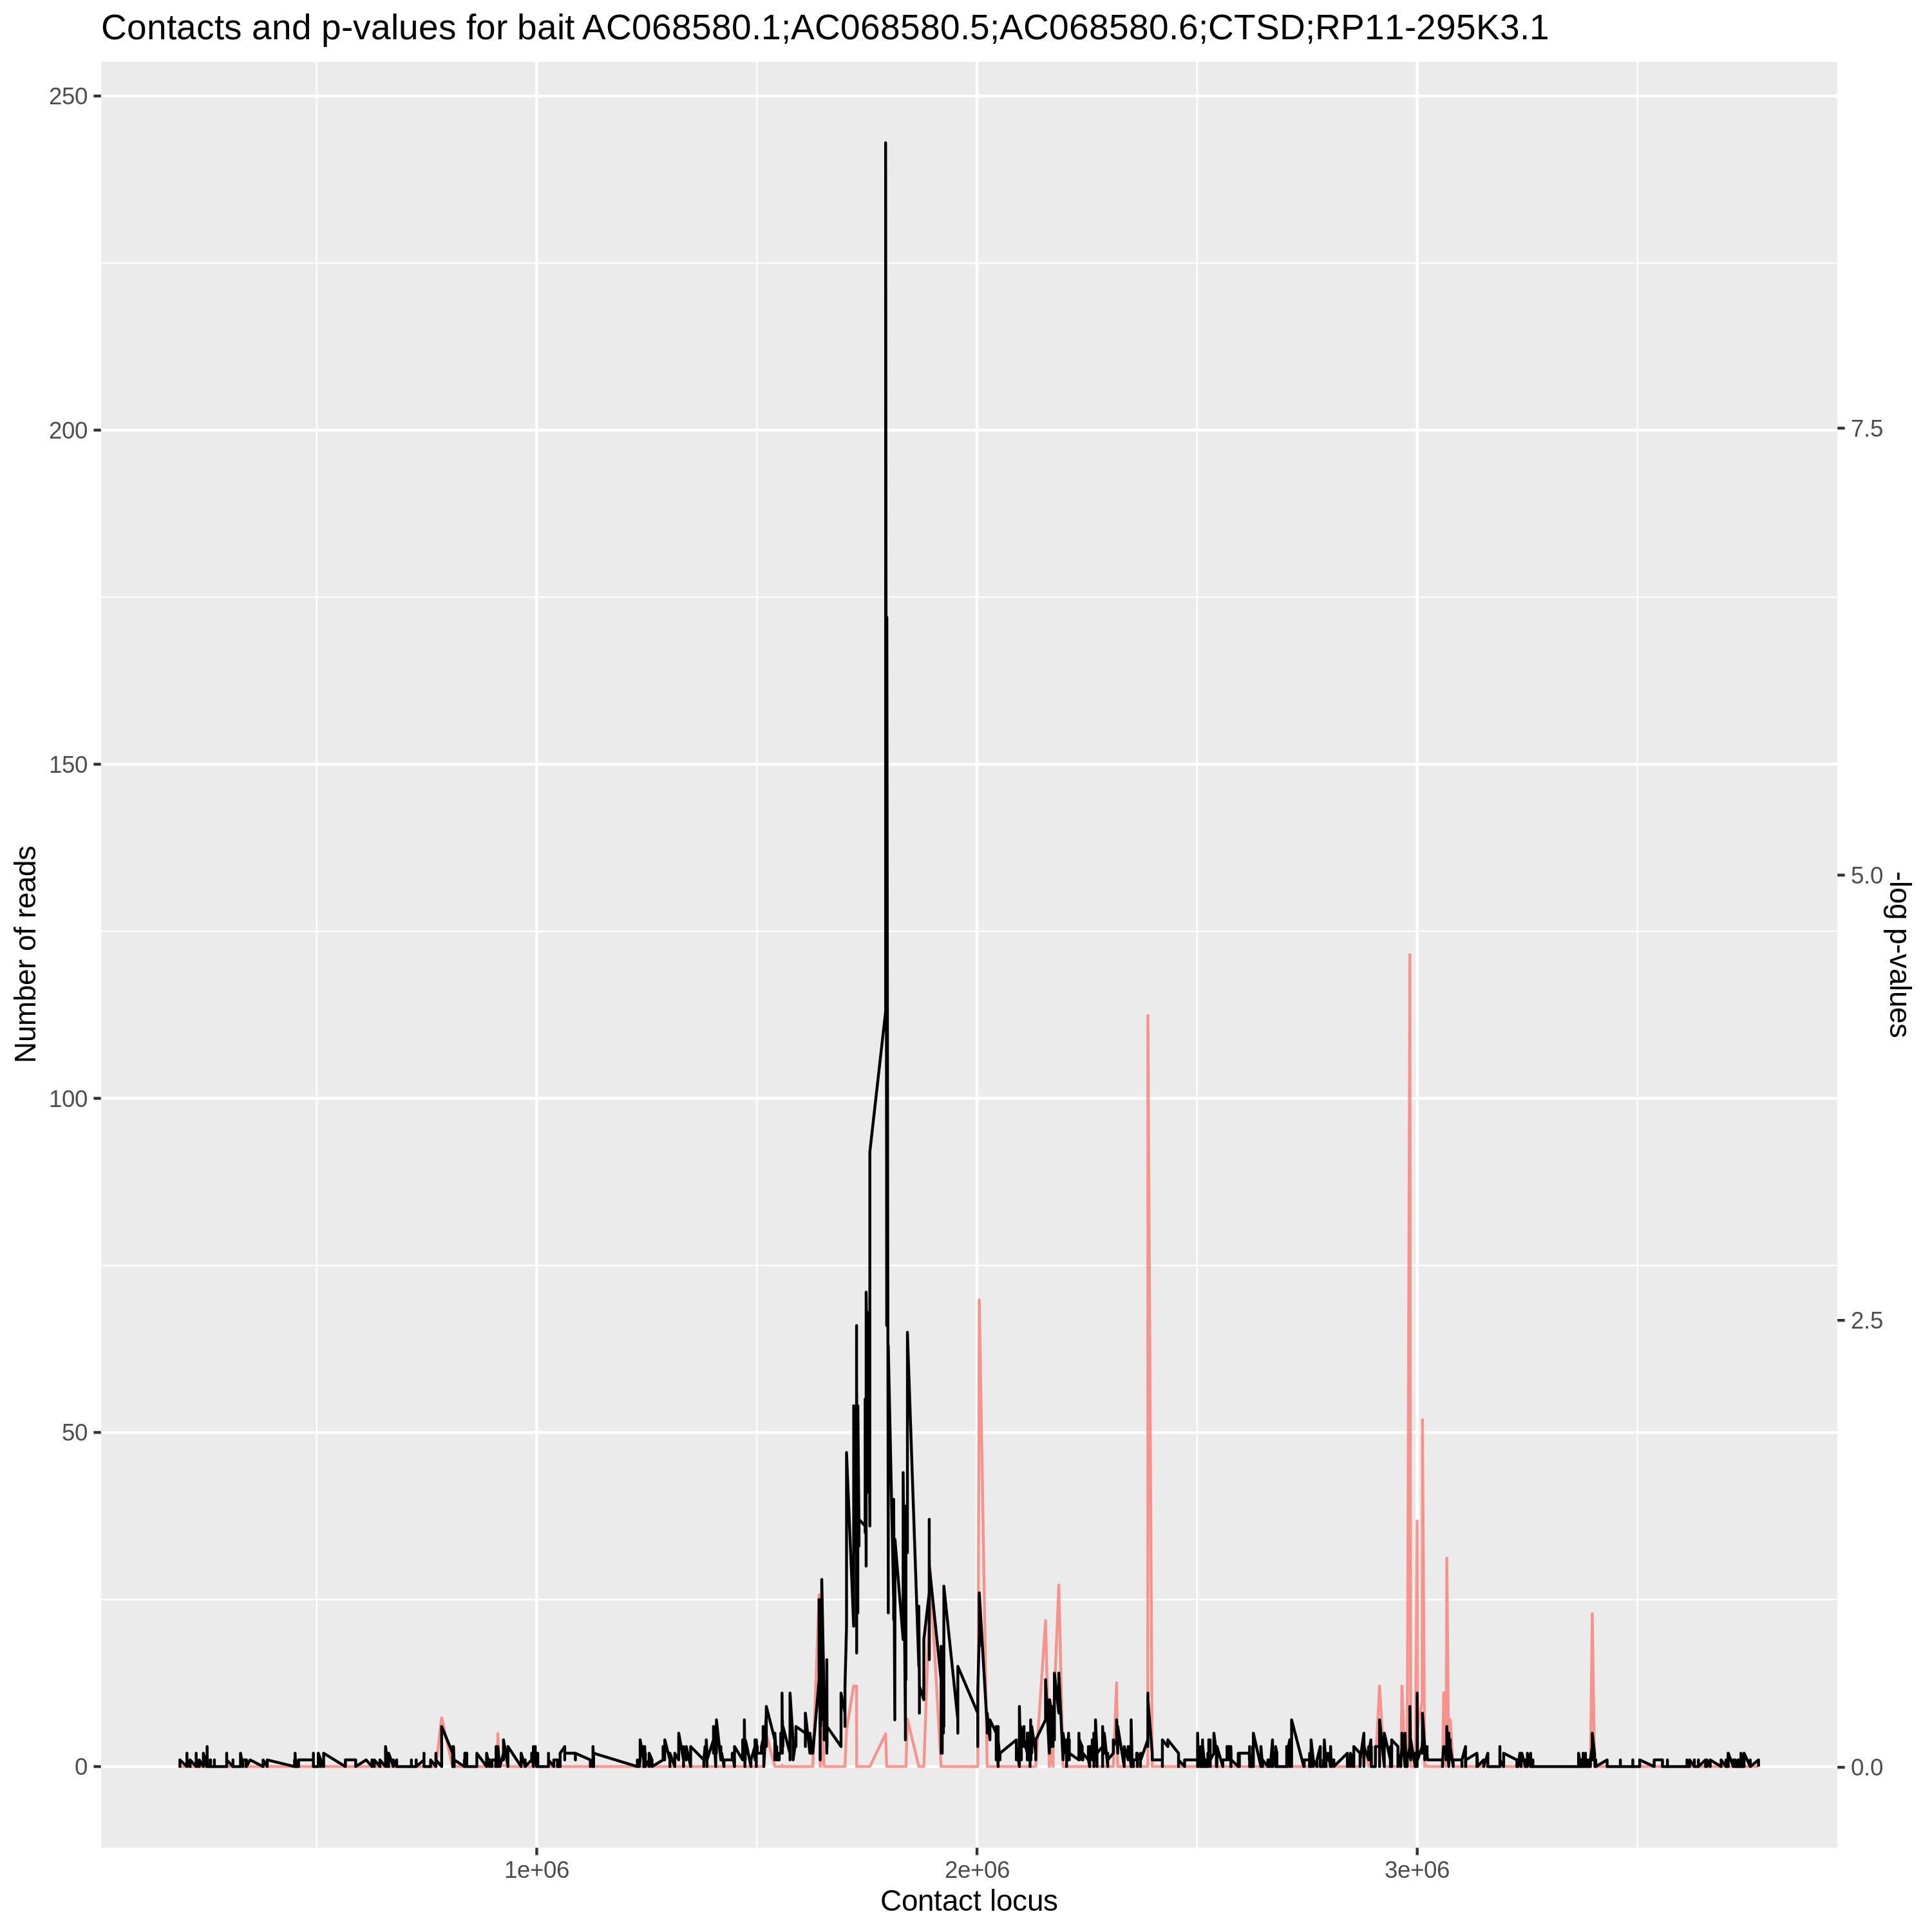 Contacts and p-values for bait AC068580.1;AC068580.5;AC068580.6;CTSD;RP11-295K3.1
250
200
150
100
50
0
Number of reads
7.5
5.0
2.5
0.0
-log p-values
1e+06
2e+06
3e+06
Contact locus